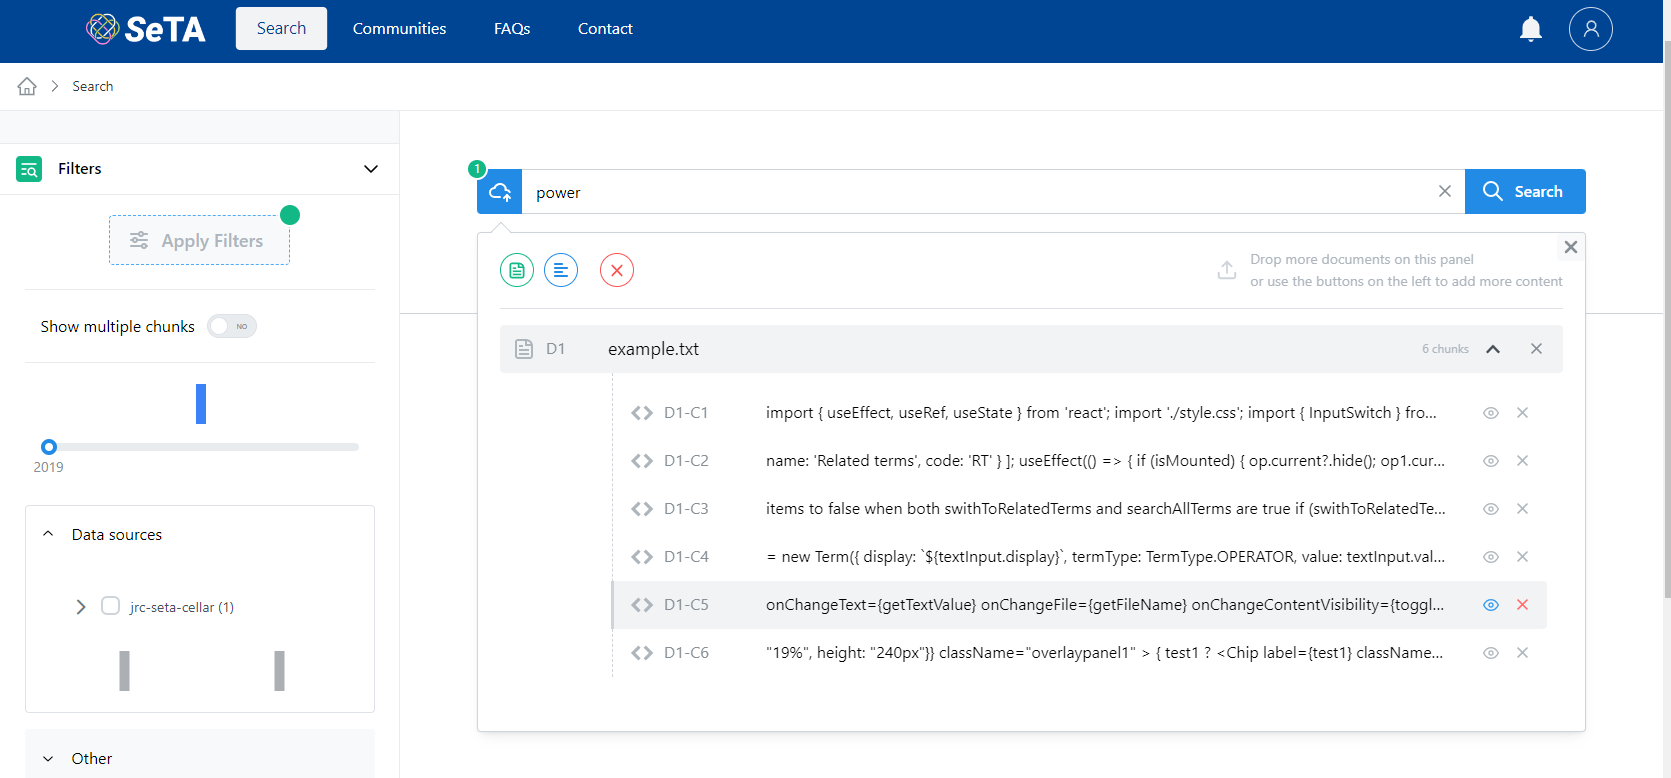 SeTA
Search
Communities
FAQs
Contact
Search
Filters
Apply Filters
Show multiple chunks
NO
2019
Data sources
jrc-seta-cellar (1)
Other
1
power
Search
Drop more documents on this panel
or use the buttons on the left to add more content
D1 example.txt 6 chunks
D1-C1 import { useEffect, useRef, useState } from 'react'; import './style.css'; import { InputSwitch } fro...
D1-C2 name: 'Related terms', code: 'RT' } ]; useEffect(() => { if (isMounted) { op.current?.hide(); op1.cur...
D1-C3 items to false when both swithToRelatedTerms and searchAllTerms are true if (swithToRelatedTe...
D1-C4 = new Term({ display: `${textInput.display}`, termType: TermType.OPERATOR, value: textInput.val...
D1-C5 onChangeText={getTextValue} onChangeFile={getFileName} onChangeContentVisibility={toggl...
D1-C6 "19%", height: "240px"}} className="overlaypanel1" > { test1 ? <Chip label={test1} className...